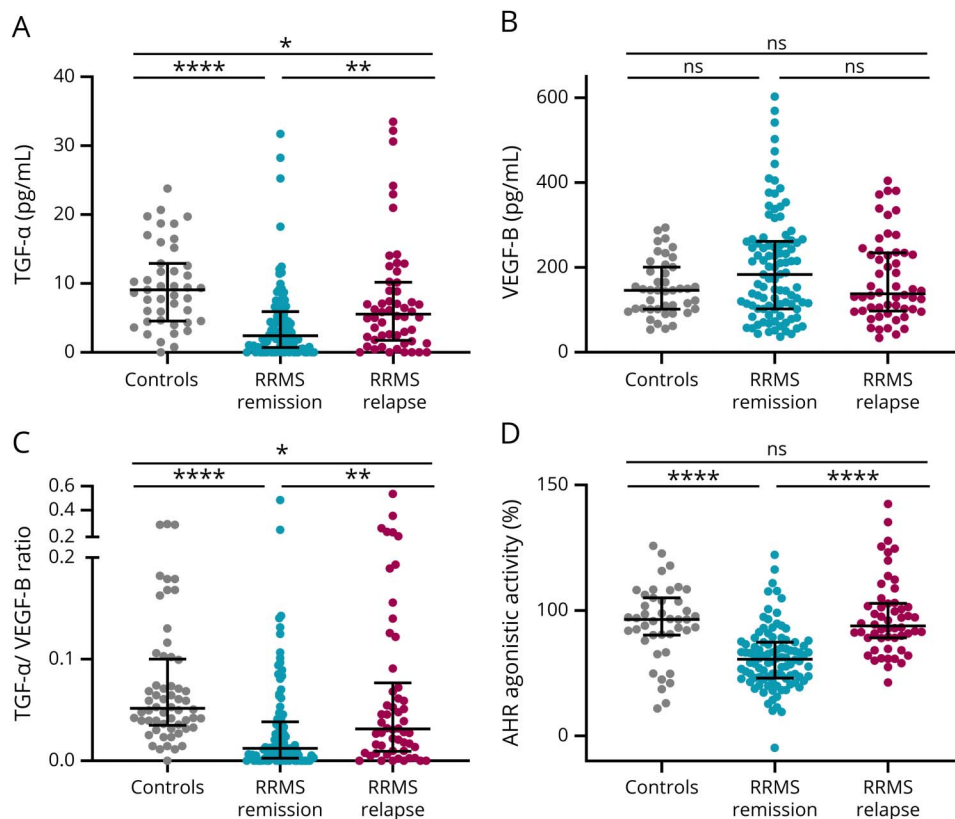 A
*
****
**
40
30
20
10
0
TGF-α (pg/mL)
Controls
RRMS
remission
RRMS
relapse
B
ns
ns
ns
600
400
200
0
VEGF-B (pg/mL)
Controls
RRMS
remission
RRMS
relapse
C
*
****
**
0.6
0.4
0.2
0.2
0.1
0.0
TGF-α/ VEGF-B ratio
Controls
RRMS
remission
RRMS
relapse
D
ns
****
****
150
100
0
AHR agonistic activity (%)
Controls
RRMS
remission
RRMS
relapse